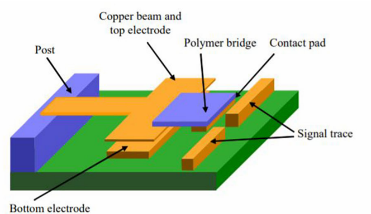 Copper beam and
top electrode
Post
Polymer bridge
Contact pad
Signal trace
Bottom electrode